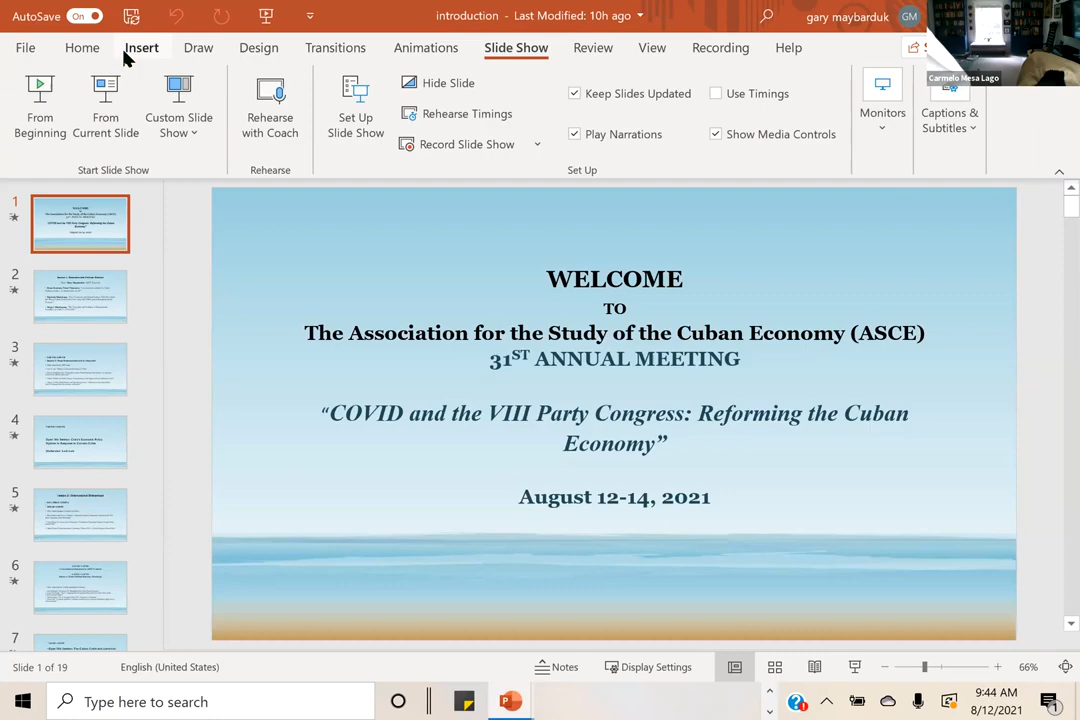 AutoSave On
introduction - Last Modified: 10h ago
gary maybarduk GM
File Home Insert Draw Design Transitions Animations Slide Show Review View Recording Help
Carmelo Mesa Lago
From Beginning
From Current Slide
Custom Slide Show
Rehearse with Coach
Set Up Slide Show
Hide Slide
Rehearse Timings
Record Slide Show
Keep Slides Updated
Use Timings
Play Narrations
Show Media Controls
Monitors
Captions & Subtitles
Start Slide Show
Rehearse
Set Up
1
2
3
4
5
6
7
WELCOME
TO
The Association for the Study of the Cuban Economy (ASCE)
31ST ANNUAL MEETING
“COVID and the VIII Party Congress: Reforming the Cuban
Economy”
August 12-14, 2021
Slide 1 of 19 English (United States) Notes Display Settings 66%
Type here to search
9:44 AM
8/12/2021
1